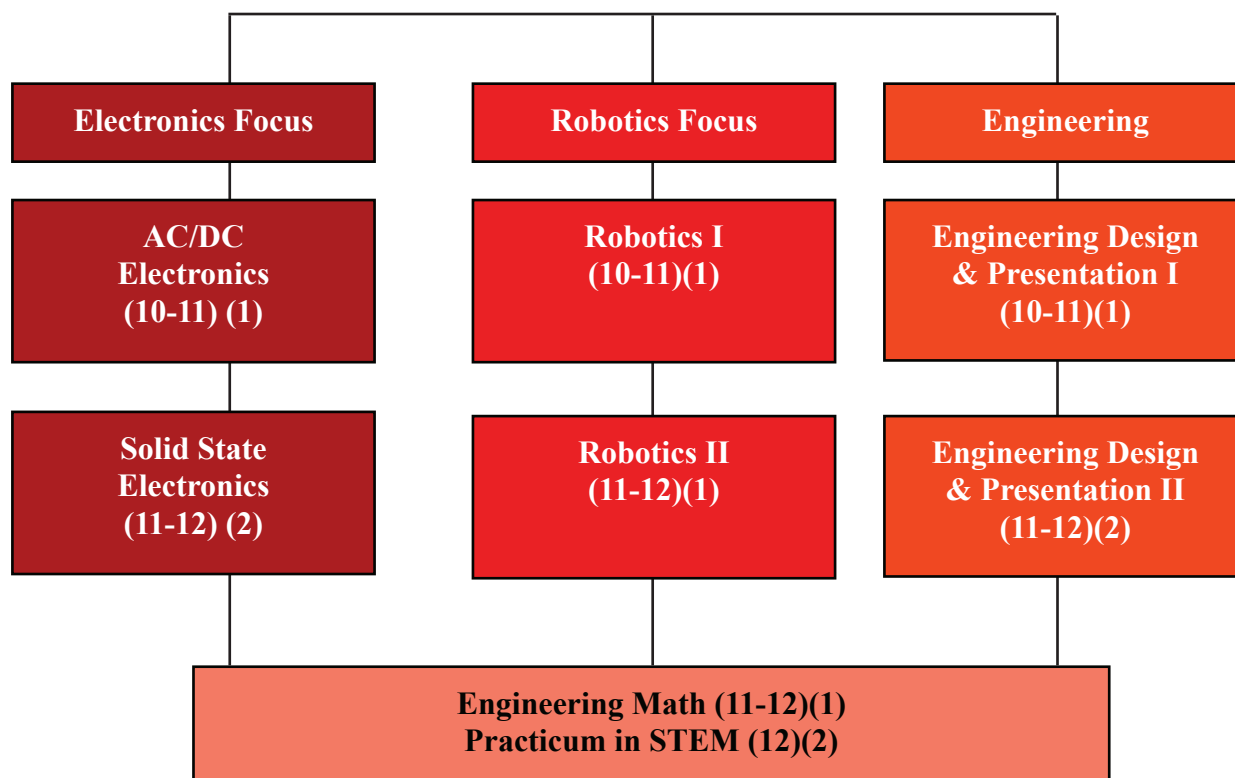 Electronics Focus
Robotics Focus
Engineering
AC/DC
Electronics
(10-11) (1)
Robotics I
(10-11)(1)
Engineering Design
& Presentation I
(10-11)(1)
Solid State
Electronics
(11-12) (2)
Robotics II
(11-12)(1)
Engineering Design
& Presentation II
(11-12)(2)
Engineering Math (11-12)(1)
Practicum in STEM (12)(2)